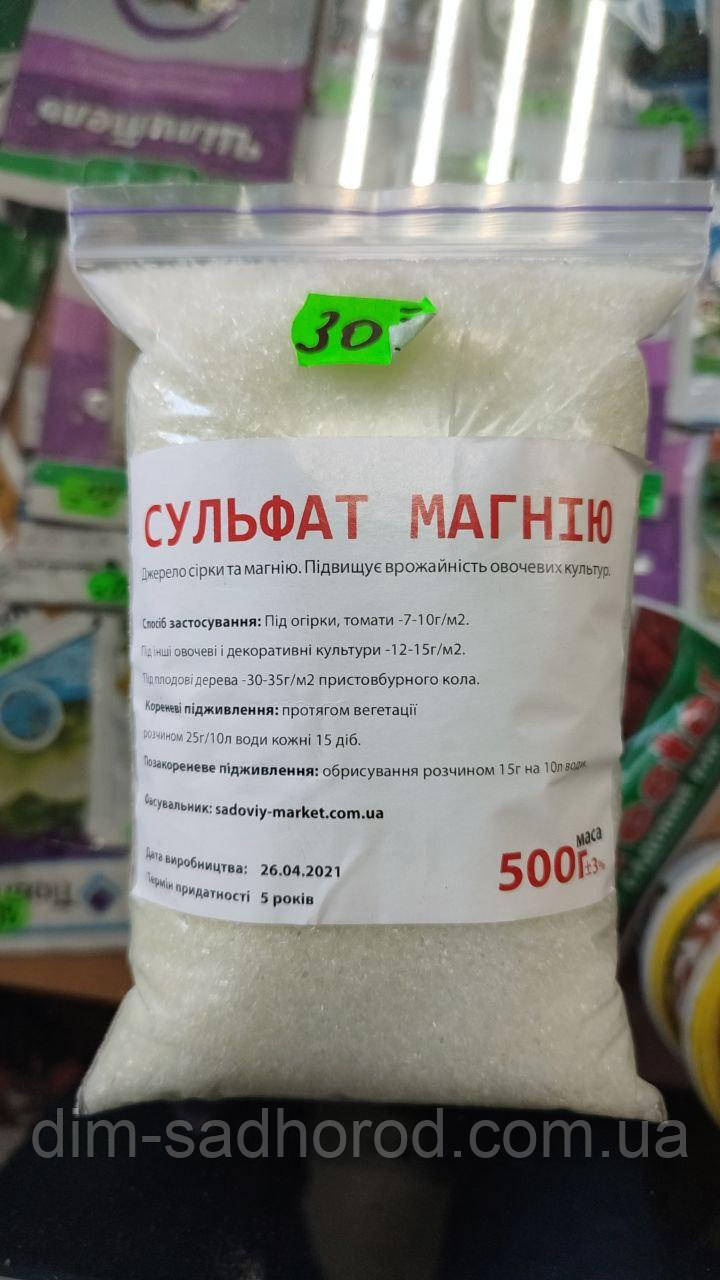 Шпигель
30
СУЛЬФАТ МАГНІЮ
Джерело сірки та магнію. Підвищує врожайність овочевих культур.
Спосіб застосування: Під огірки, томати -7-10г/м2.
Під інші овочеві і декоративні культури -12-15г/м2.
Під плодові дерева -30-35г/м2 пристовбурного кола.
Кореневі підживлення: протягом вегетації
розчином 25г/10л води кожні 15 діб.
Позакореневе підживлення: обрисування розчином 15г на 10л води.
Фасувальник: sadoviy-market.com.ua
Дата виробництва: 26.04.2021
Термін придатності 5 років
маса
500г±3%
dim-sadhorod.com.ua